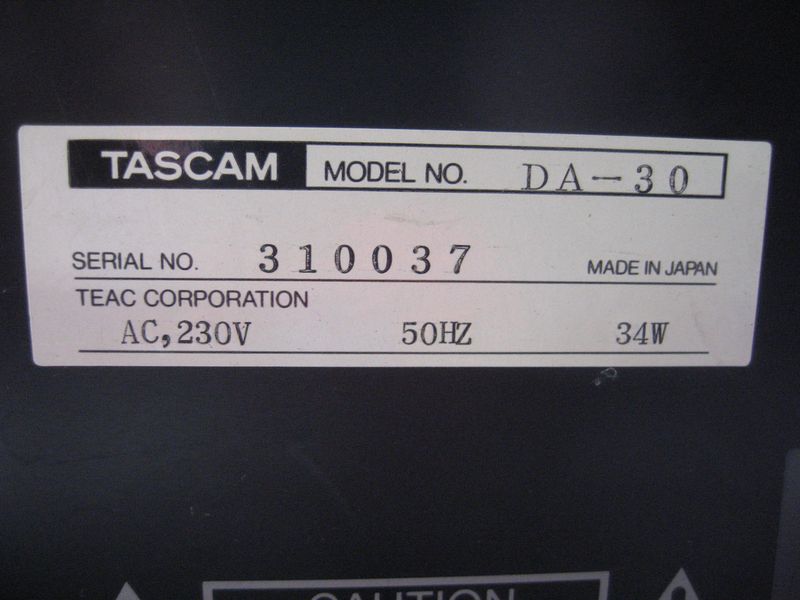 TASCAM MODEL NO. DA-30
SERIAL NO. 310037 MADE IN JAPAN
TEAC CORPORATION
AC,230V 50HZ 34W
CAUTION